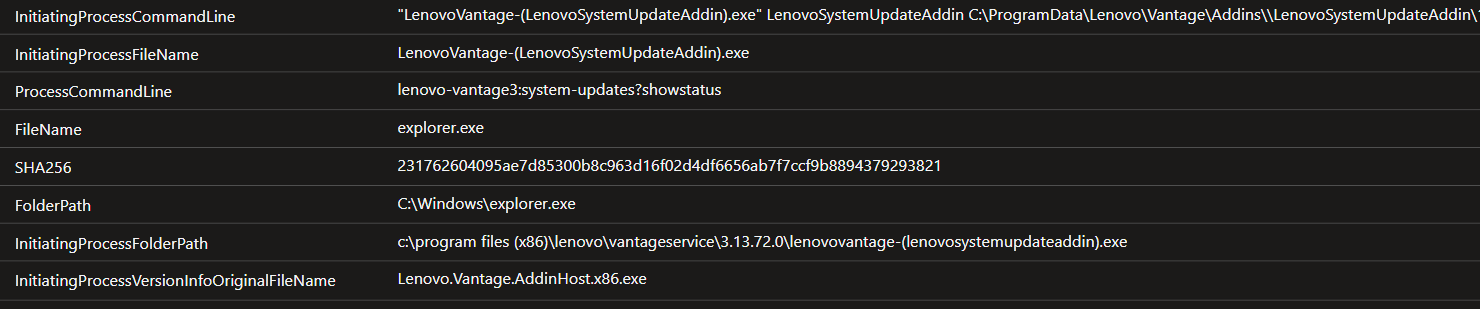 InitiatingProcessCommandLine "LenovoVantage-(LenovoSystemUpdateAddin).exe" LenovoSystemUpdateAddin C:\ProgramData\Lenovo\Vantage\Addins\\LenovoSystemUpdateAddin\
InitiatingProcessFileName LenovoVantage-(LenovoSystemUpdateAddin).exe
ProcessCommandLine lenovo-vantage3:system-updates?showstatus
FileName explorer.exe
SHA256 231762604095ae7d85300b8c963d16f02d4df6656ab7f7ccf9b8894379293821
FolderPath C:\Windows\explorer.exe
InitiatingProcessFolderPath c:\program files (x86)\lenovo\vantageservice\3.13.72.0\lenovovantage-(lenovosystemupdateaddin).exe
InitiatingProcessVersionInfoOriginalFileName Lenovo.Vantage.AddinHost.x86.exe